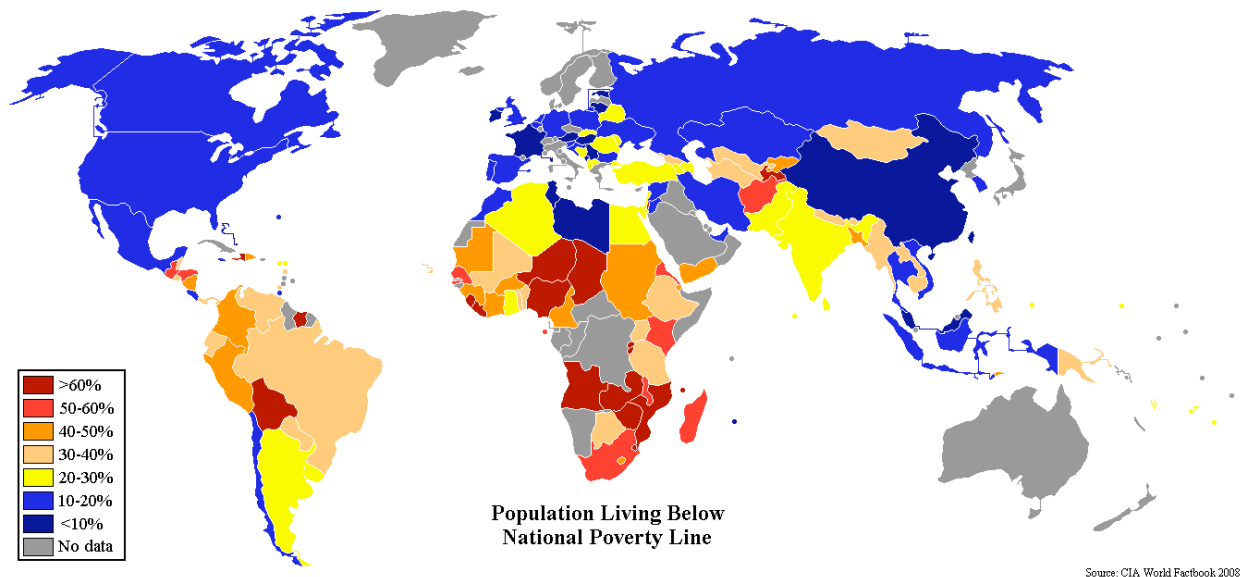 >60%
50-60%
40-50%
30-40%
20-30%
10-20%
<10%
No data
Population Living Below
National Poverty Line
Source: CIA World Factbook 2008